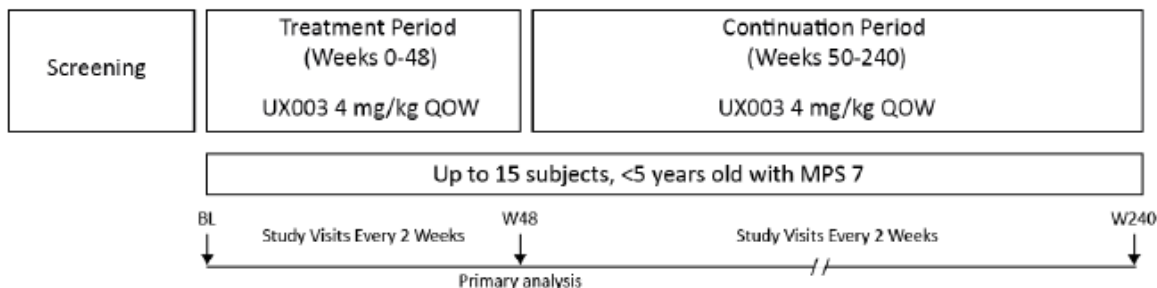 Screening
Treatment Period
(Weeks 0-48)
UX003 4 mg/kg QOW
Continuation Period
(Weeks 50-240)
UX003 4 mg/kg QOW
Up to 15 subjects, <5 years old with MPS 7
BL
W48
W240
Study Visits Every 2 Weeks
Study Visits Every 2 Weeks
Primary analysis